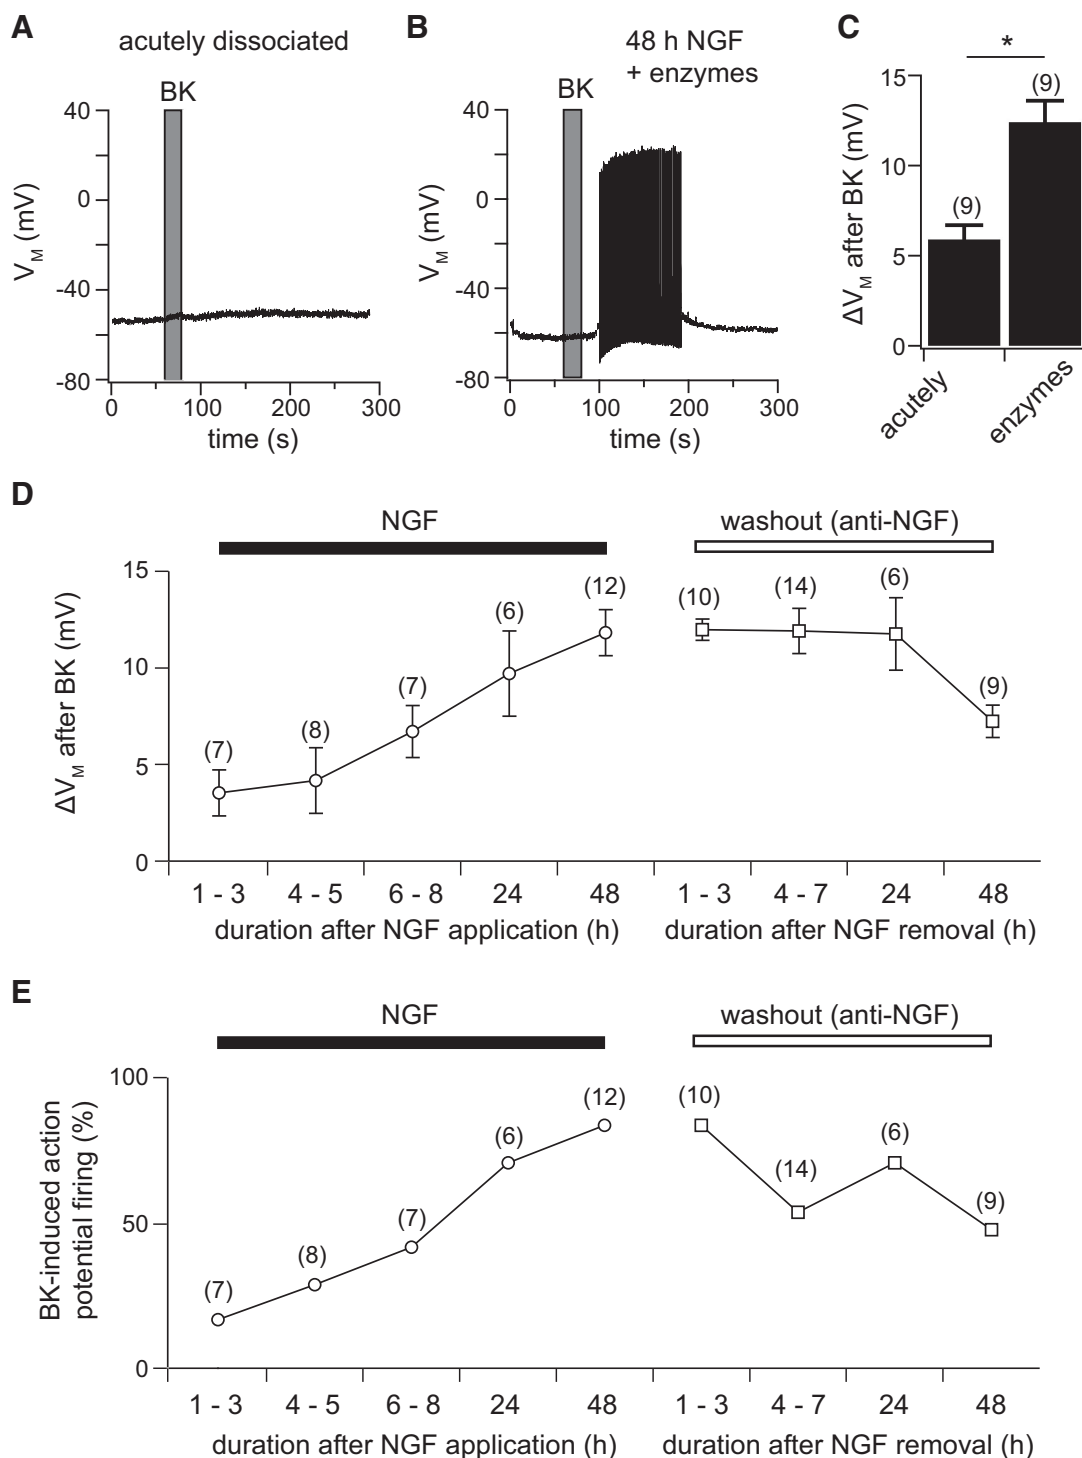 A
acutely dissociated
BK
40
0
-40
-80
V_M (mV)
0 100 200 300
time (s)
B
48 h NGF
+ enzymes
BK
40
0
-40
-80
V_M (mV)
0 100 200 300
time (s)
C
*
(9)
(9)
15
10
5
0
ΔV_M after BK (mV)
acutely
enzymes
D
NGF
washout (anti-NGF)
15
10
5
0
ΔV_M after BK (mV)
(7) (8) (7) (6) (12) (10) (14) (6) (9)
1 - 3 4 - 5 6 - 8 24 48 1 - 3 4 - 7 24 48
duration after NGF application (h)
duration after NGF removal (h)
E
NGF
washout (anti-NGF)
100
50
0
BK-induced action
potential firing (%)
(7) (8) (7) (6) (12) (10) (14) (6) (9)
1 - 3 4 - 5 6 - 8 24 48 1 - 3 4 - 7 24 48
duration after NGF application (h)
duration after NGF removal (h)